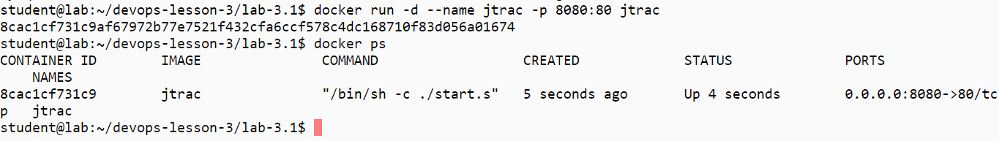 student@lab:~/devops-lesson-3/lab-3.1$ docker run -d --name jtrac -p 8080:80 jtrac
8cac1cf731c9af67972b77e7521f432cfa6ccf578c4dc168710f83d056a01674
student@lab:~/devops-lesson-3/lab-3.1$ docker ps
CONTAINER ID        IMAGE               COMMAND                  CREATED             STATUS              PORTS
    NAMES
8cac1cf731c9        jtrac               "/bin/sh -c ./start.s"   5 seconds ago       Up 4 seconds        0.0.0.0:8080->80/tc
p   jtrac
student@lab:~/devops-lesson-3/lab-3.1$